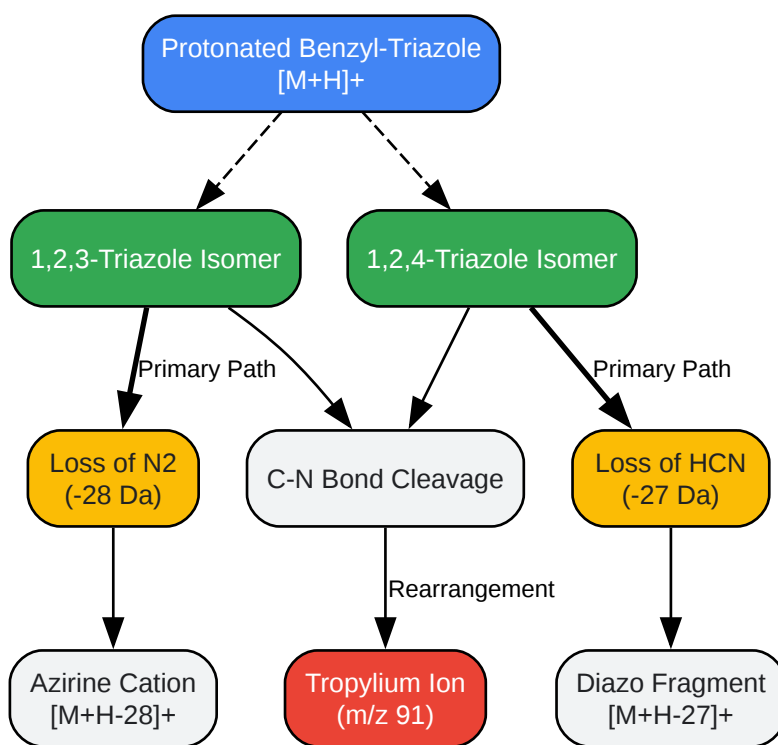 Protonated Benzyl-Triazole
[M+H]+
1,2,3-Triazole Isomer
1,2,4-Triazole Isomer
Primary Path
Primary Path
Loss of N2
(-28 Da)
C-N Bond Cleavage
Loss of HCN
(-27 Da)
Rearrangement
Azirine Cation
[M+H-28]+
Tropylium Ion
(m/z 91)
Diazo Fragment
[M+H-27]+